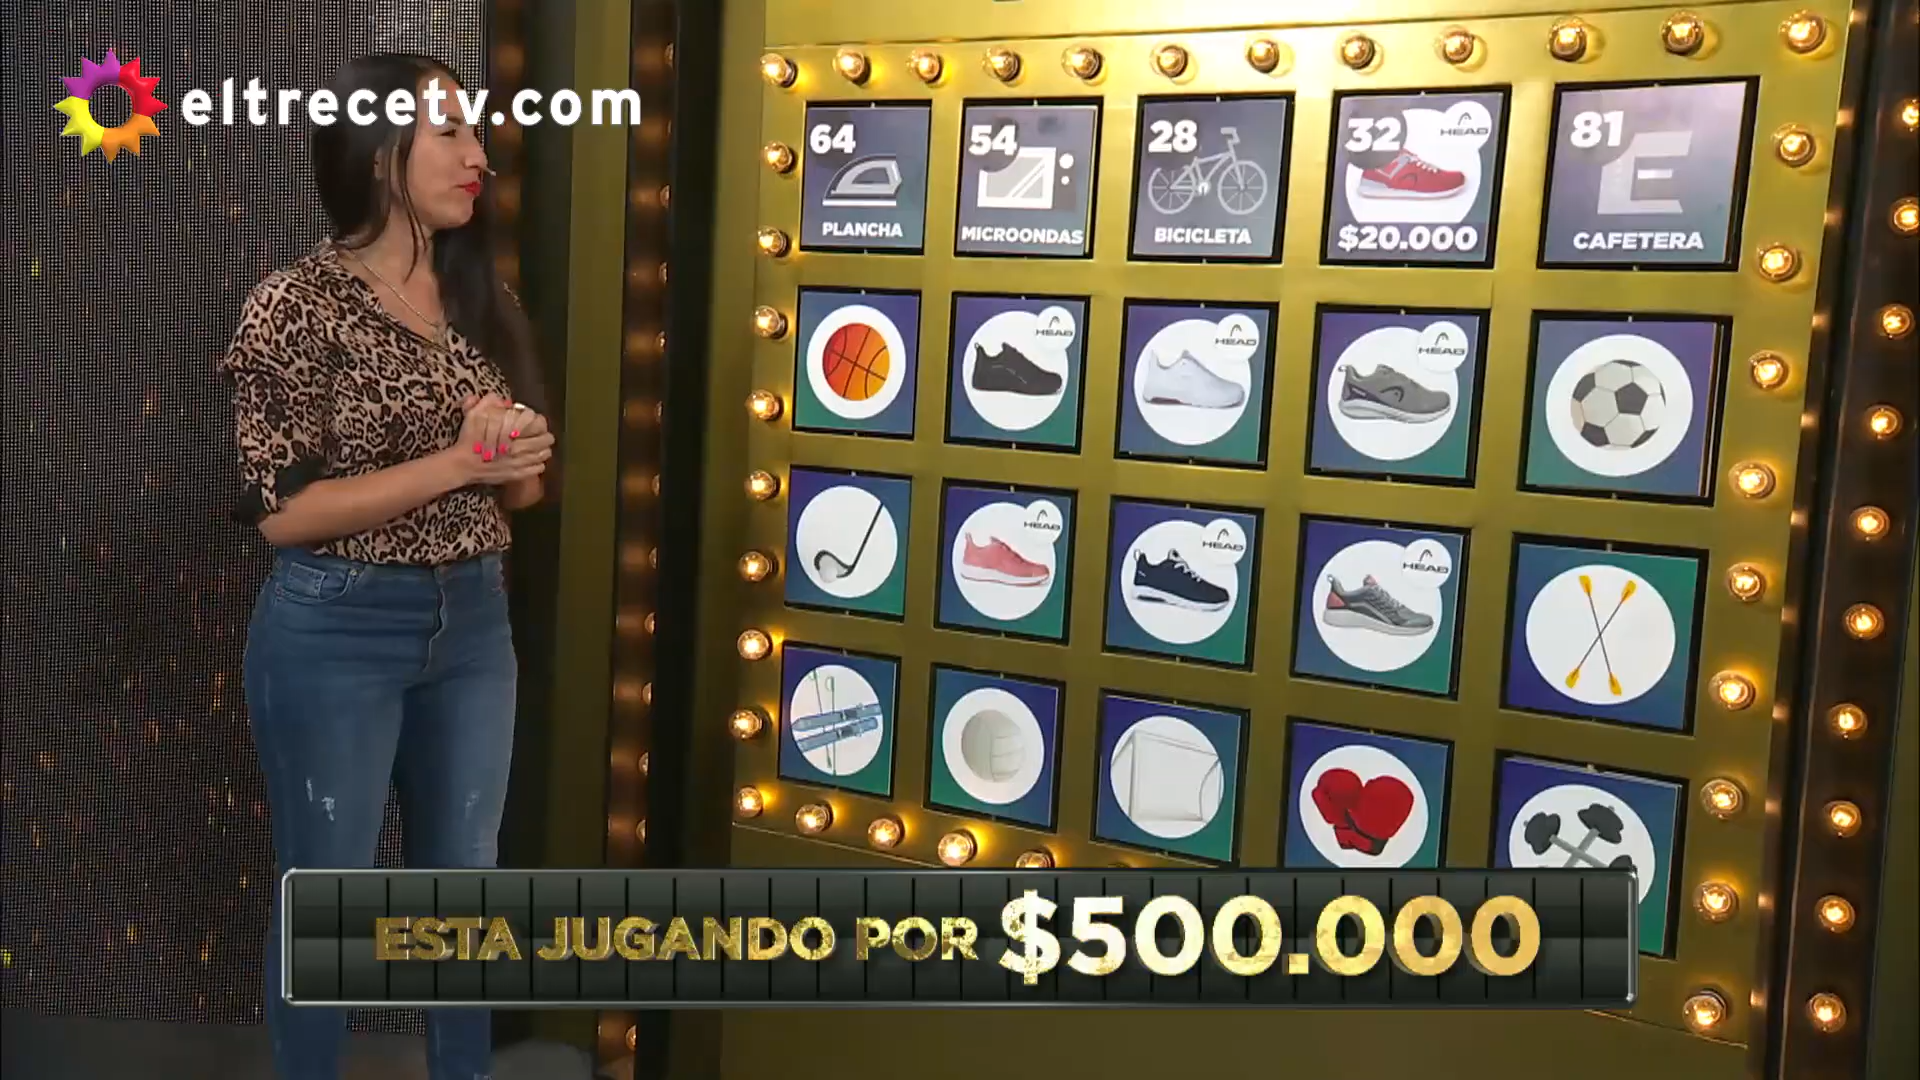 eltrecetv.com
64
PLANCHA
54
MICROONDAS
28
BICICLETA
32
HEAD
$20.000
81
E
CAFETERA
HEAD
HEAD
HEAD
HEAD
HEAD
HEAD
ESTA JUGANDO POR $500.000